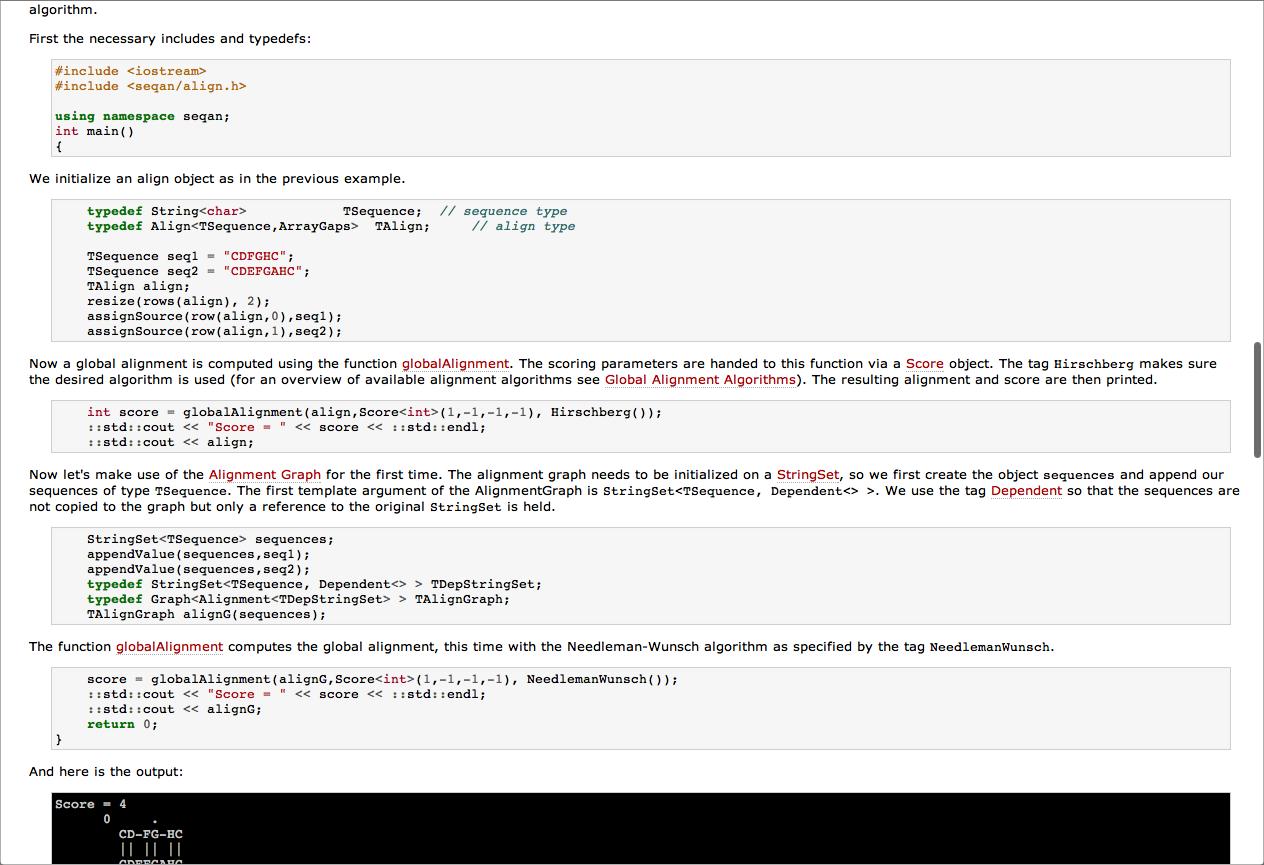 algorithm.
First the necessary includes and typedefs:
#include <iostream>
#include <seqan/align.h>
using namespace seqan;
int main()
{
We initialize an align object as in the previous example.
typedef String<char>            TSequence;  // sequence type
typedef Align<TSequence,ArrayGaps>  TAlign;     // align type
TSequence seq1 = "CDFGHC";
TSequence seq2 = "CDEFGAHC";
TAlign align;
resize(rows(align), 2);
assignSource(row(align,0),seq1);
assignSource(row(align,1),seq2);
Now a global alignment is computed using the function globalAlignment. The scoring parameters are handed to this function via a Score object. The tag Hirschberg makes sure
the desired algorithm is used (for an overview of available alignment algorithms see Global Alignment Algorithms). The resulting alignment and score are then printed.
int score = globalAlignment(align,Score<int>(1,-1,-1,-1), Hirschberg());
::std::cout << "Score = " << score << ::std::endl;
::std::cout << align;
Now let's make use of the Alignment Graph for the first time. The alignment graph needs to be initialized on a StringSet, so we first create the object sequences and append our
sequences of type TSequence. The first template argument of the AlignmentGraph is StringSet<TSequence, Dependent<> >. We use the tag Dependent so that the sequences are
not copied to the graph but only a reference to the original StringSet is held.
StringSet<TSequence> sequences;
appendValue(sequences,seq1);
appendValue(sequences,seq2);
typedef StringSet<TSequence, Dependent<> > TDepStringSet;
typedef Graph<Alignment<TDepStringSet> > TAlignGraph;
TAlignGraph alignG(sequences);
The function globalAlignment computes the global alignment, this time with the Needleman-Wunsch algorithm as specified by the tag NeedlemanWunsch.
score = globalAlignment(alignG,Score<int>(1,-1,-1,-1), NeedlemanWunsch());
::std::cout << "Score = " << score << ::std::endl;
::std::cout << alignG;
return 0;
}
And here is the output:
Score = 4
0     .
CD-FG-HC
|| || ||
CDEFGAHC